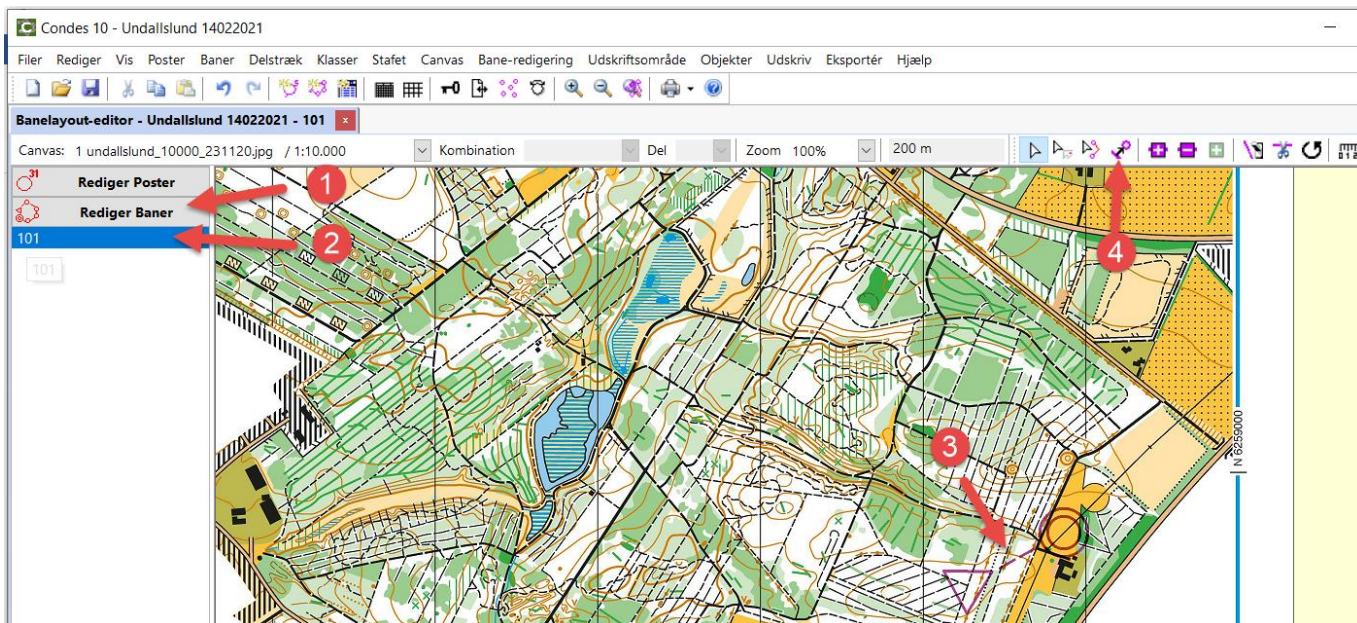 Condes 10 - Undallslund 14022021
Filer Rediger Vis Poster Baner Delstræk Klasser Stafet Canvas Bane-redigering Udskriftsområde Objekter Udskriv Eksportér Hjælp
Banelayout-editor - Undallslund 14022021 - 101
Canvas: 1 undallslund_10000_231120.jpg / 1:10.000 Kombination Del Zoom 100% 200 m
31 Rediger Poster
1
Rediger Baner
101
2
101
3
4
N 6259000